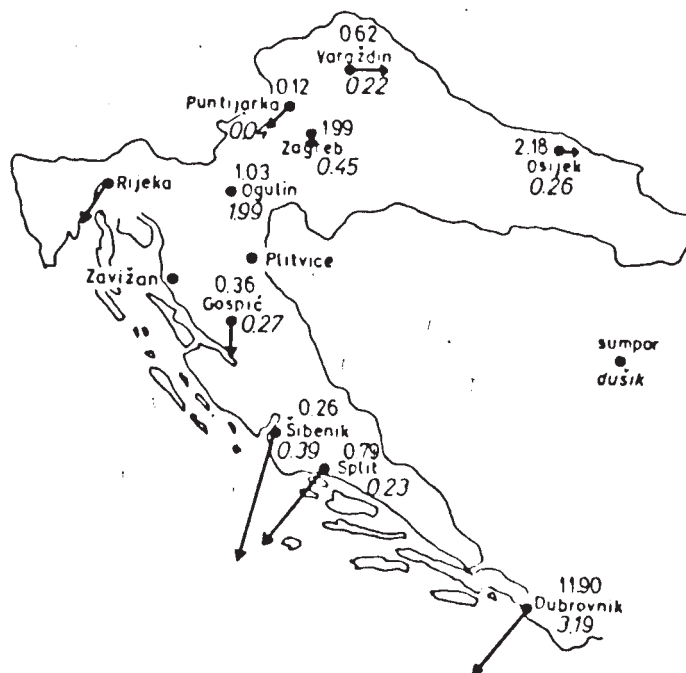 0.62
Varaždin
0.22
0.12
Puntijarka
0.04
1.99
Zagreb
0.45
2.18
Osijek
0.26
Rijeka
1.03
Ogulin
1.99
Plitvice
Zavižan
0.36
Gospić
0.27
sumpor
dušik
0.26
Šibenik
0.39
0.79
Split
0.23
11.90
Dubrovnik
3.19